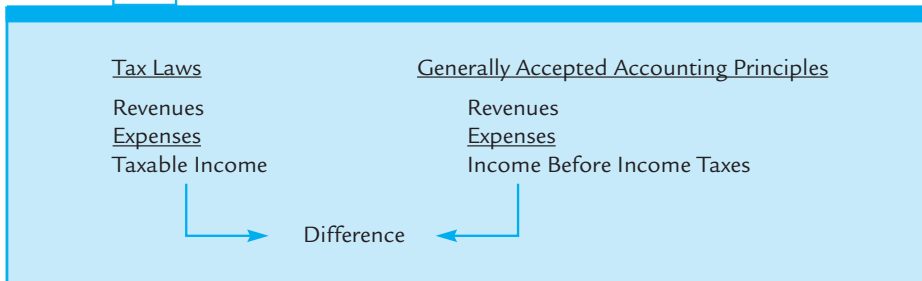 Tax Laws Generally Accepted Accounting Principles
Revenues Revenues
Expenses Expenses
Taxable Income Income Before Income Taxes
Difference